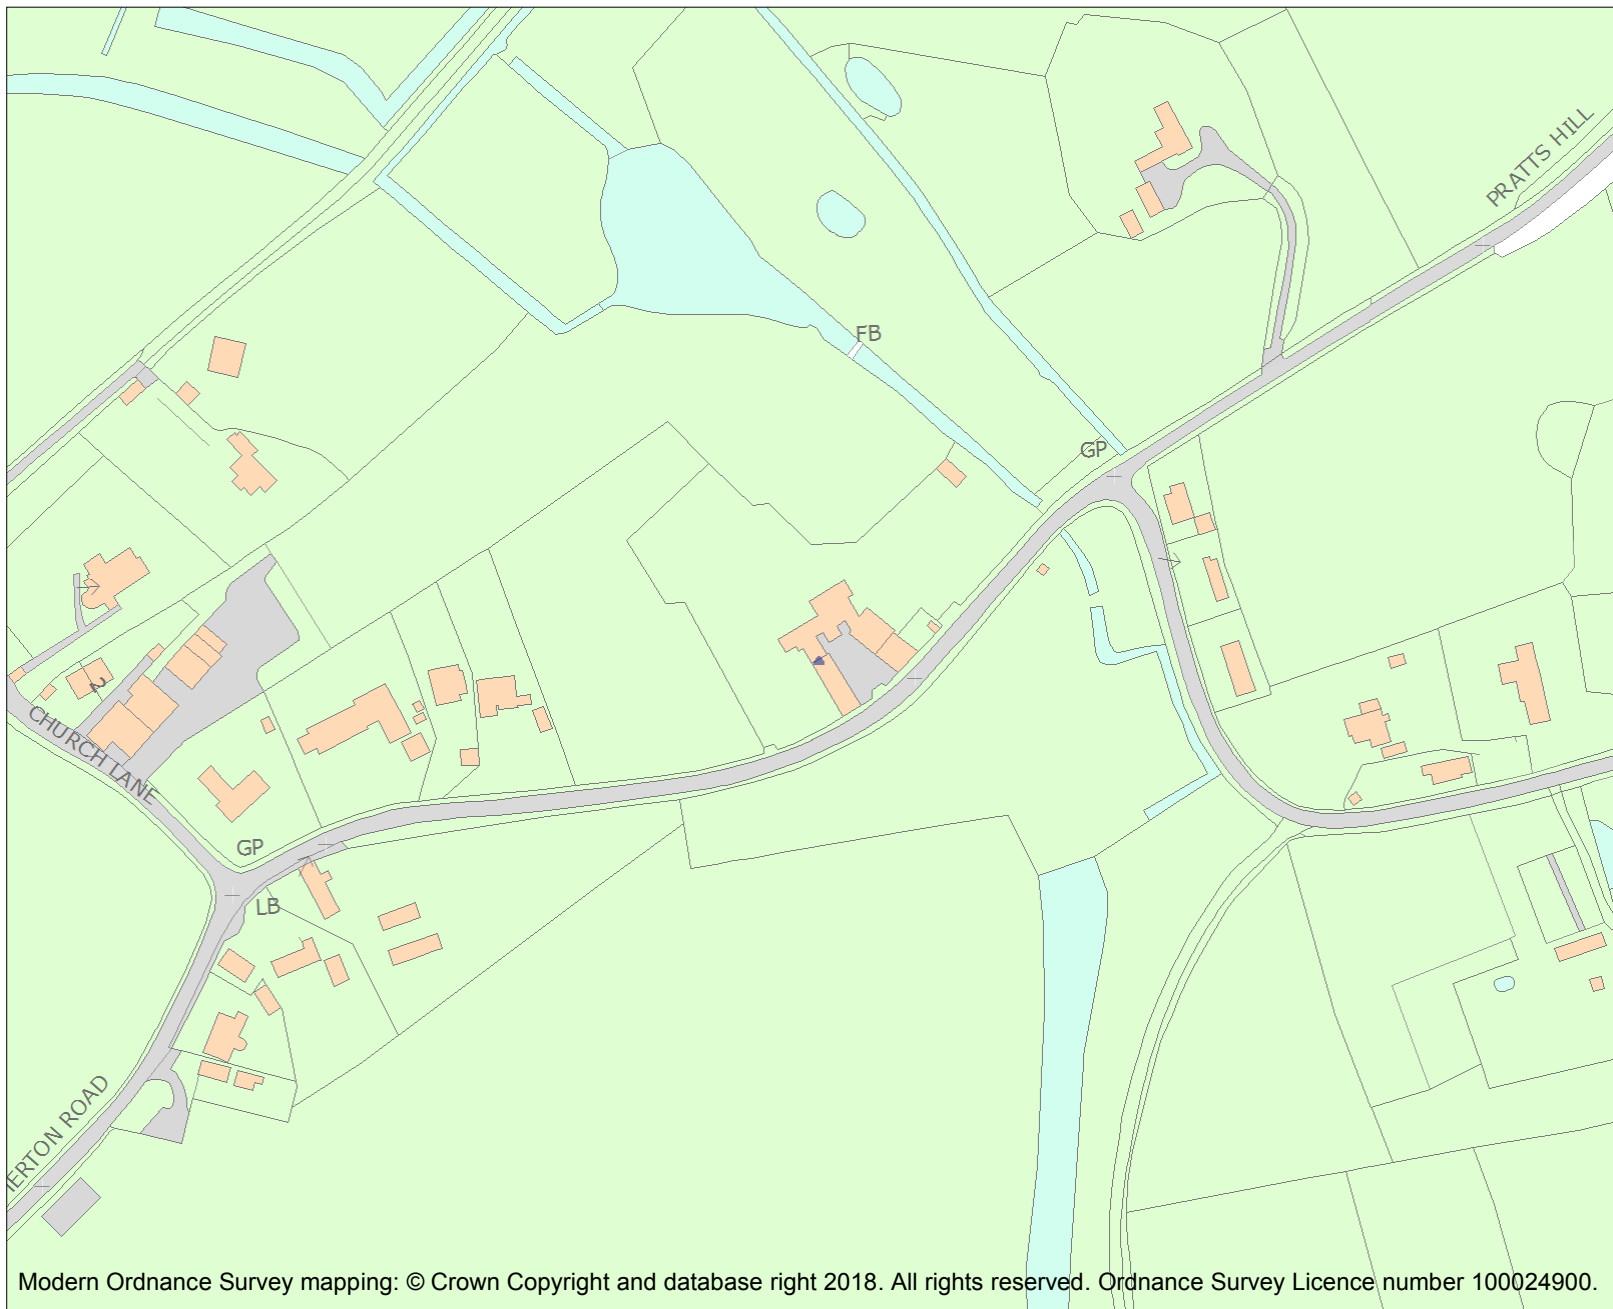 PRATTS HILL
FB
GP
2
CHURCH LANE
GP
LB
ERTON ROAD
Modern Ordnance Survey mapping: © Crown Copyright and database right 2018. All rights reserved. Ordnance Survey Licence number 100024900.